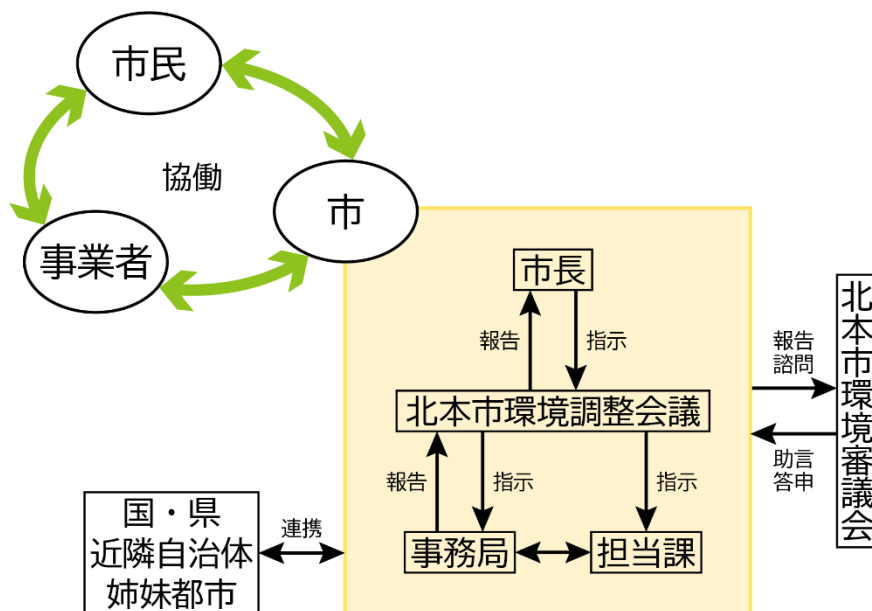 市民
協働
市
事業者
市長
報告
指示
北本市環境調整会議
報告
指示
指示
事務局
担当課
報告
諮問
助言
答申
北本市環境審議会
国・県
近隣自治体
姉妹都市
連携